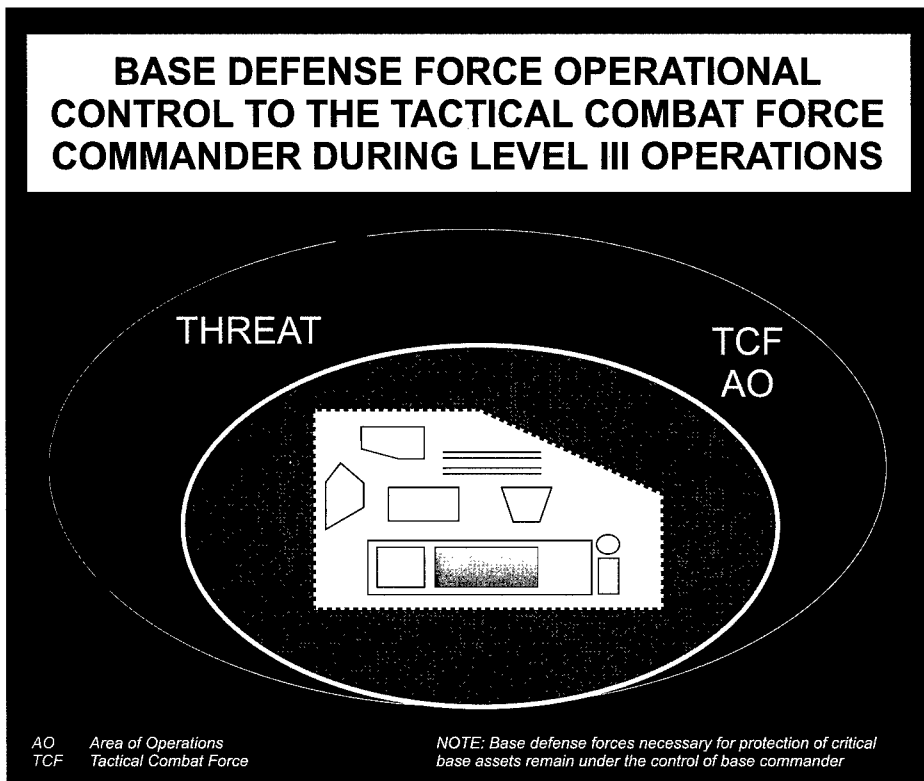 BASE DEFENSE FORCE OPERATIONAL
CONTROL TO THE TACTICAL COMBAT FORCE
COMMANDER DURING LEVEL III OPERATIONS
THREAT
TCF
AO
AO Area of Operations
TCF Tactical Combat Force
NOTE: Base defense forces necessary for protection of critical
base assets remain under the control of base commander